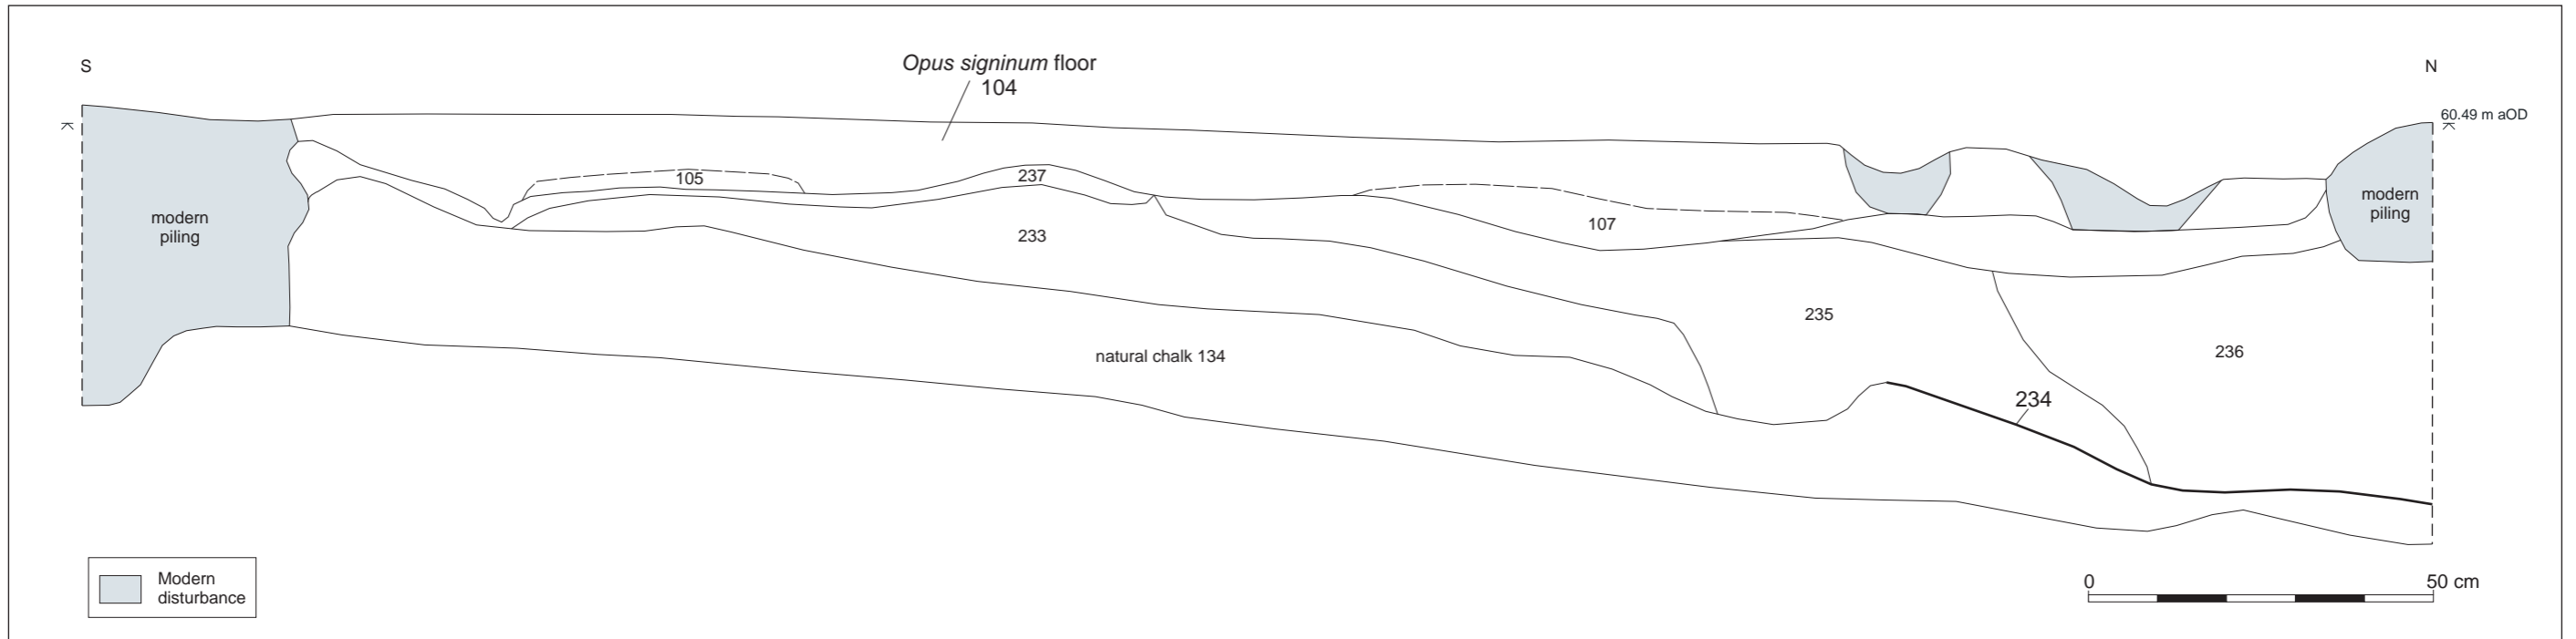 S
Opus signinum floor
104
N
60.49 m aOD
105
237
modern
piling
modern
piling
107
233
235
236
natural chalk 134
234
Modern
disturbance
0 50 cm